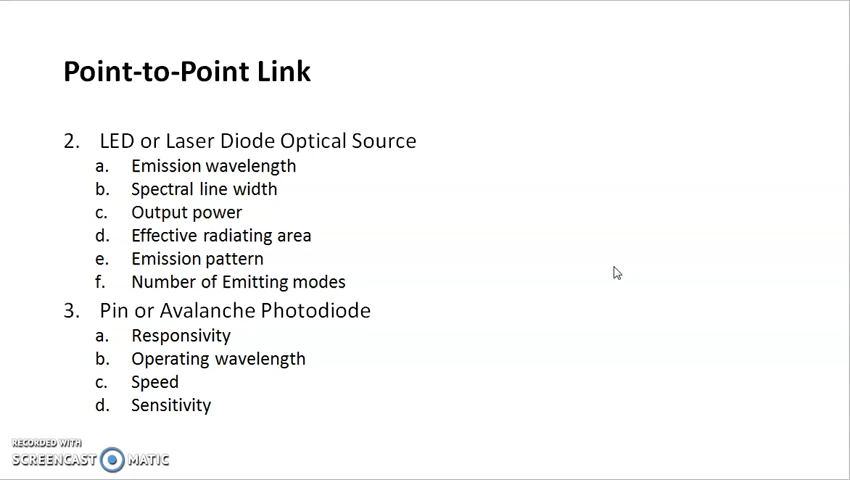 Point-to-Point Link
2. LED or Laser Diode Optical Source
a. Emission wavelength
b. Spectral line width
c. Output power
d. Effective radiating area
e. Emission pattern
f. Number of Emitting modes
3. Pin or Avalanche Photodiode
a. Responsivity
b. Operating wavelength
c. Speed
d. Sensitivity
RECORDED WITH
SCREENCAST MATIC